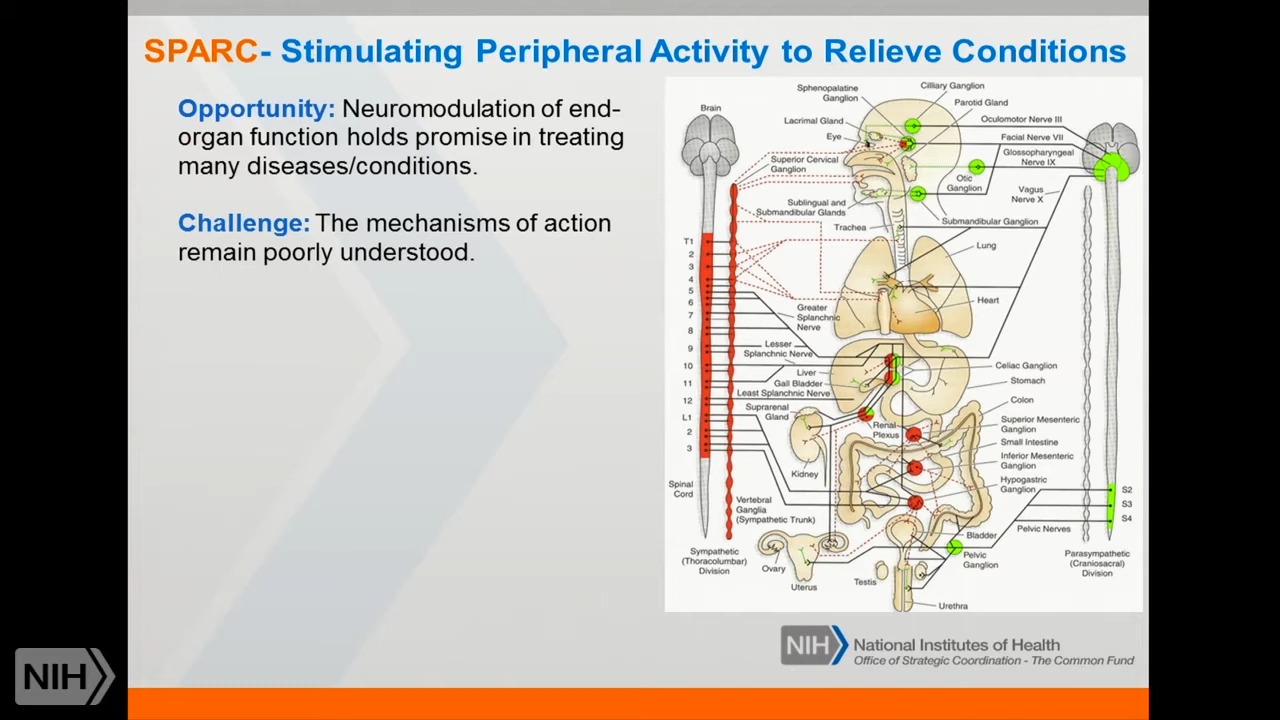 SPARC- Stimulating Peripheral Activity to Relieve Conditions
Opportunity: Neuromodulation of end-
organ function holds promise in treating
many diseases/conditions.
Challenge: The mechanisms of action
remain poorly understood.
Brain
Sphenopalatine
Ganglion
Cilliary Ganglion
Parotid Gland
Lacrimal Gland
Oculomotor Nerve III
Eye
Facial Nerve VII
Glossopharyngeal
Nerve IX
Superior Cervical
Ganglion
Otic
Ganglion
Vagus
Nerve X
Sublingual and
Submandibular Glands
Submandibular Ganglion
Trachea
Lung
T1
2
3
4
5
6
7
8
9
10
11
12
L1
2
3
Heart
Greater
Splanchnic
Nerve
Lesser
Splanchnic Nerve
Liver
Gall Bladder
Least Splanchnic Nerve
Suprarenal
Gland
Renal
Plexus
Kidney
Celiac Ganglion
Stomach
Colon
Superior Mesenteric
Ganglion
Small Intestine
Inferior Mesenteric
Ganglion
Hypogastric
Ganglion
Spinal
Cord
Vertebral
Ganglia
(Sympathetic Trunk)
S2
S3
S4
Pelvic Nerves
Bladder
Pelvic
Ganglion
Sympathetic
(Thoracolumbar)
Division
Ovary
Uterus
Testis
Urethra
Parasympathetic
(Craniosacral)
Division
NIH
National Institutes of Health
Office of Strategic Coordination - The Common Fund
NIH